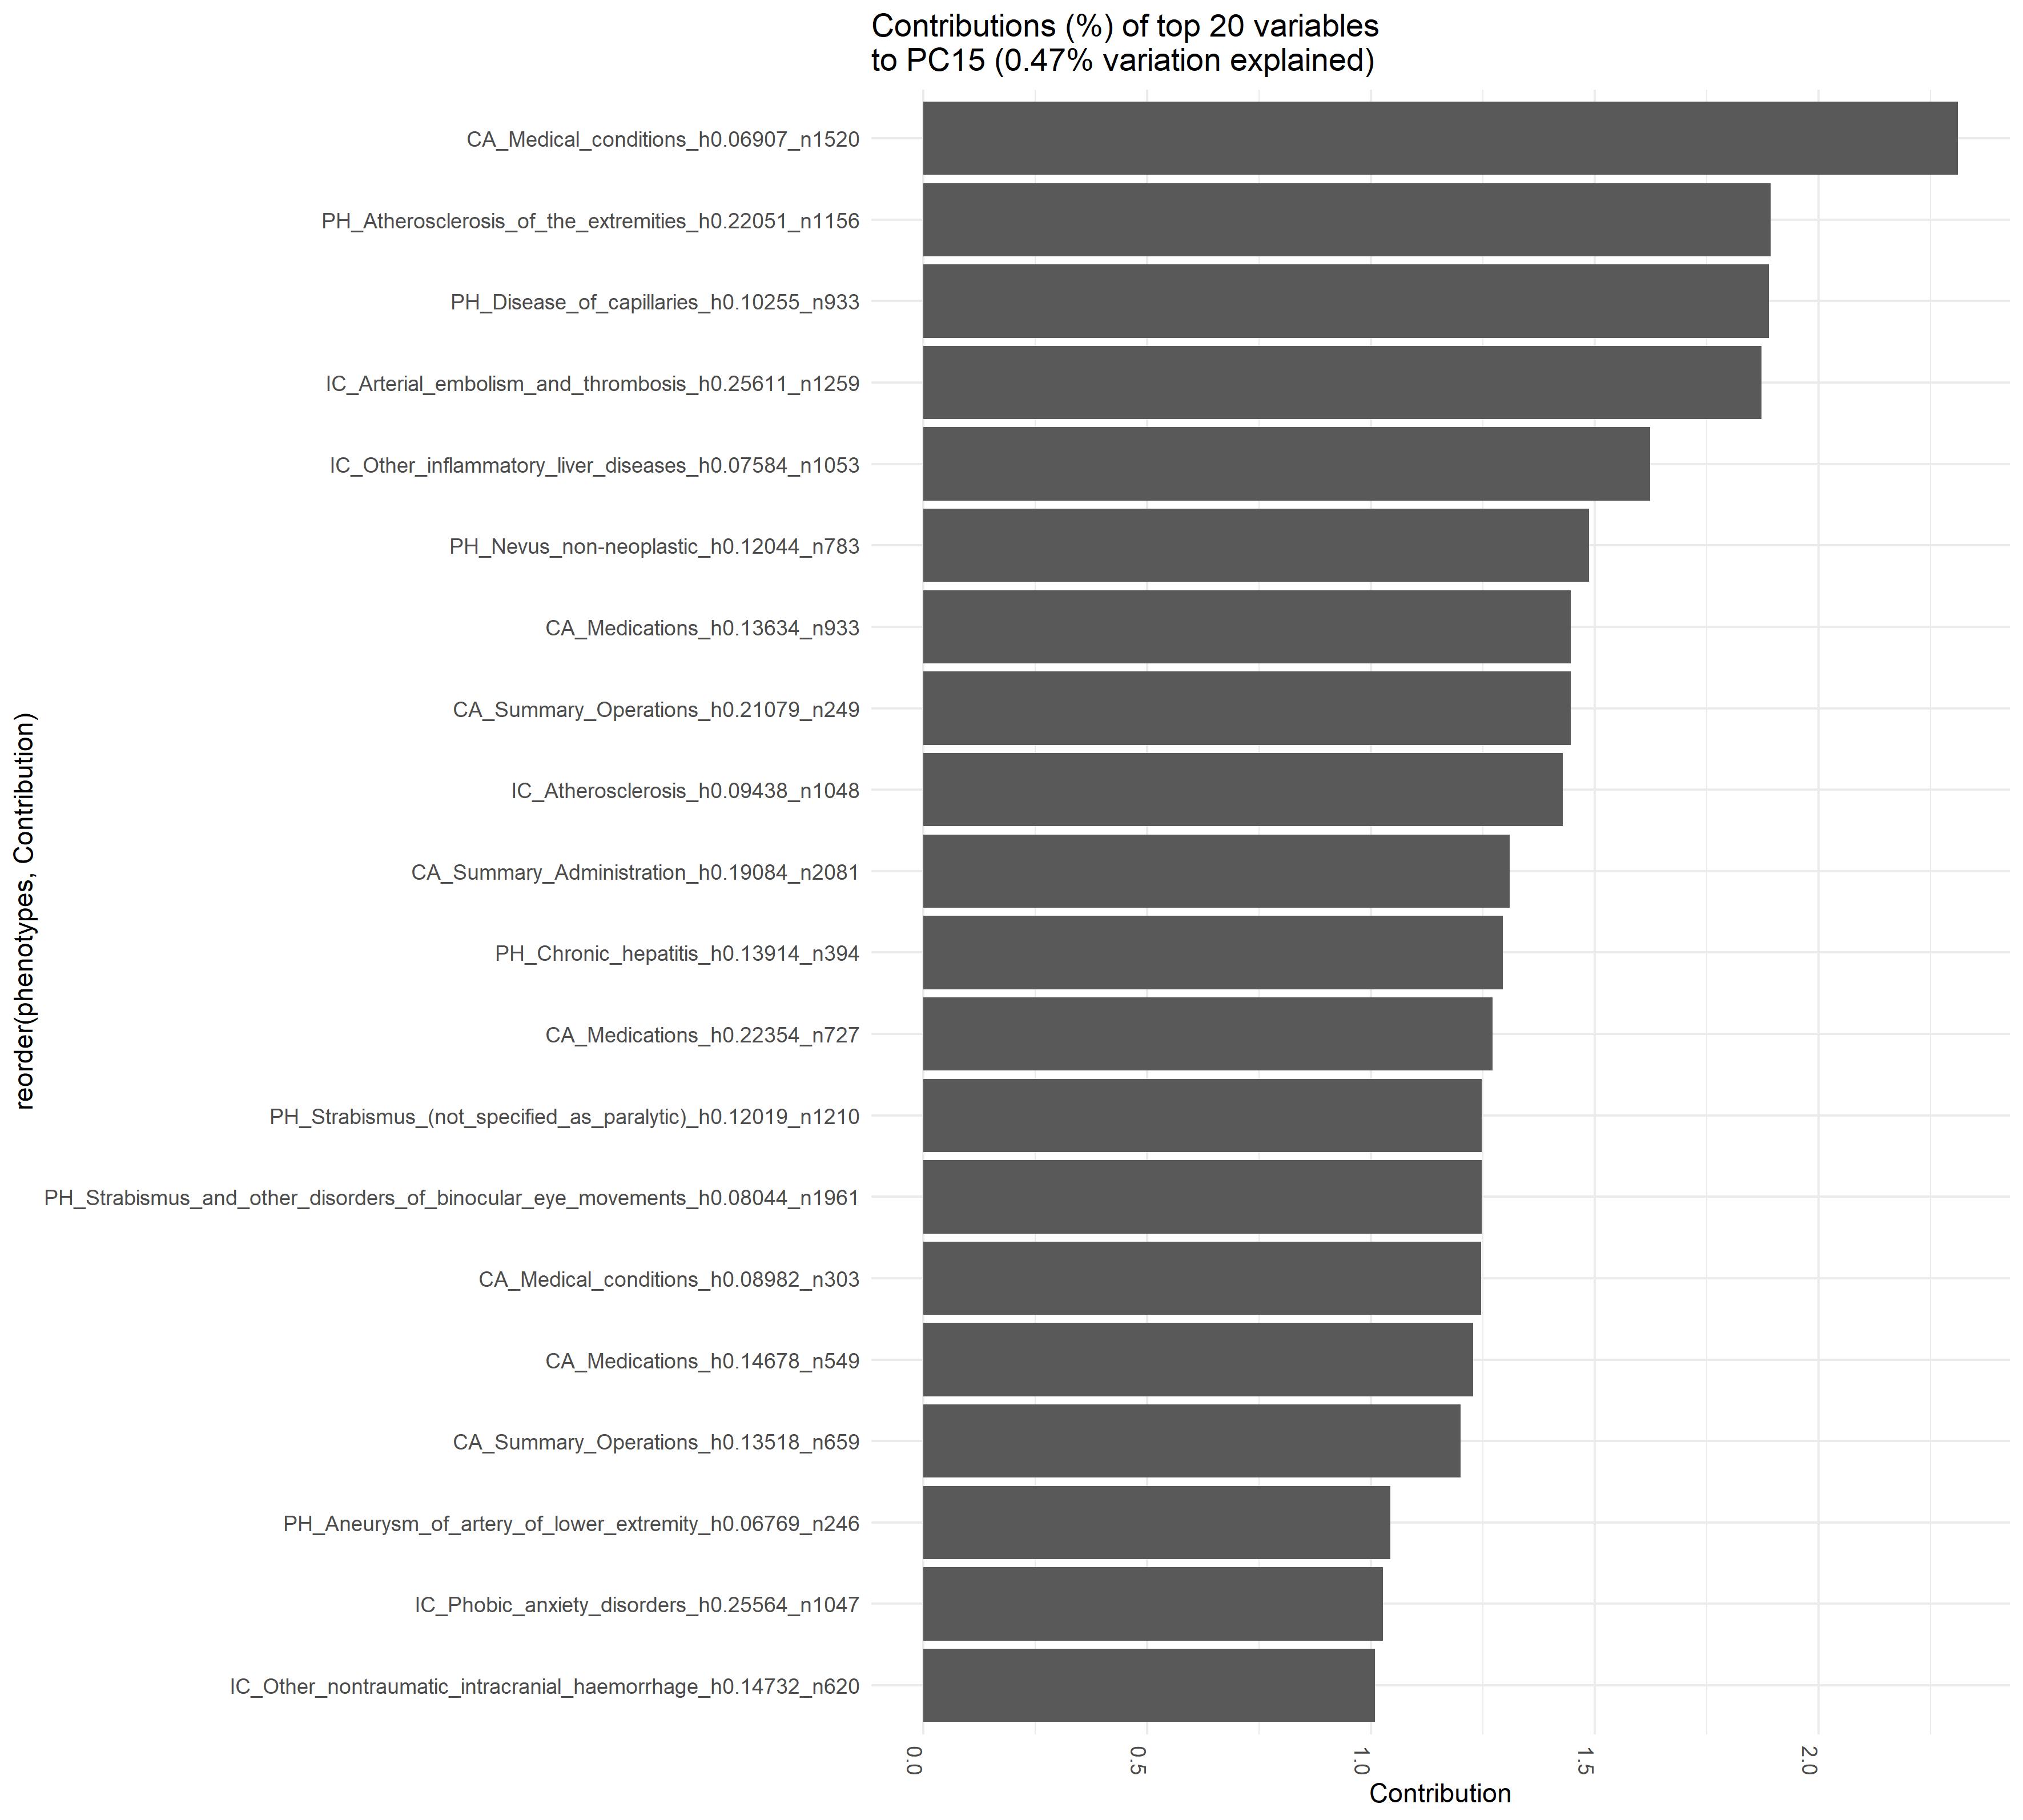 Contributions (%) of top 20 variables
to PC15 (0.47% variation explained)
reorder(phenotypes, Contribution)
CA_Medical_conditions_h0.06907_n1520
PH_Atherosclerosis_of_the_extremities_h0.22051_n1156
PH_Disease_of_capillaries_h0.10255_n933
IC_Arterial_embolism_and_thrombosis_h0.25611_n1259
IC_Other_inflammatory_liver_diseases_h0.07584_n1053
PH_Nevus_non-neoplastic_h0.12044_n783
CA_Medications_h0.13634_n933
CA_Summary_Operations_h0.21079_n249
IC_Atherosclerosis_h0.09438_n1048
CA_Summary_Administration_h0.19084_n2081
PH_Chronic_hepatitis_h0.13914_n394
CA_Medications_h0.22354_n727
PH_Strabismus_(not_specified_as_paralytic)_h0.12019_n1210
PH_Strabismus_and_other_disorders_of_binocular_eye_movements_h0.08044_n1961
CA_Medical_conditions_h0.08982_n303
CA_Medications_h0.14678_n549
CA_Summary_Operations_h0.13518_n659
PH_Aneurysm_of_artery_of_lower_extremity_h0.06769_n246
IC_Phobic_anxiety_disorders_h0.25564_n1047
IC_Other_nontraumatic_intracranial_haemorrhage_h0.14732_n620
0.0
0.5
1.0
1.5
2.0
Contribution